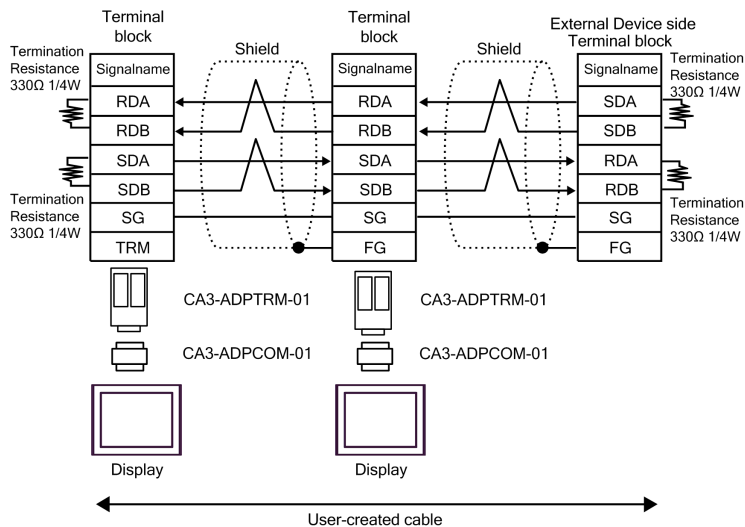 Terminal
block
Terminal
block
External Device side
Terminal block
Termination
Resistance
330Ω 1/4W
Shield
Shield
Termination
Resistance
330Ω 1/4W
Signalname
Signalname
Signalname
RDA
RDA
SDA
RDB
RDB
SDB
SDA
SDA
RDA
SDB
SDB
RDB
Termination
Resistance
330Ω 1/4W
Termination
Resistance
330Ω 1/4W
SG
SG
SG
TRM
FG
FG
CA3-ADPTRM-01
CA3-ADPTRM-01
CA3-ADPCOM-01
CA3-ADPCOM-01
Display
Display
User-created cable